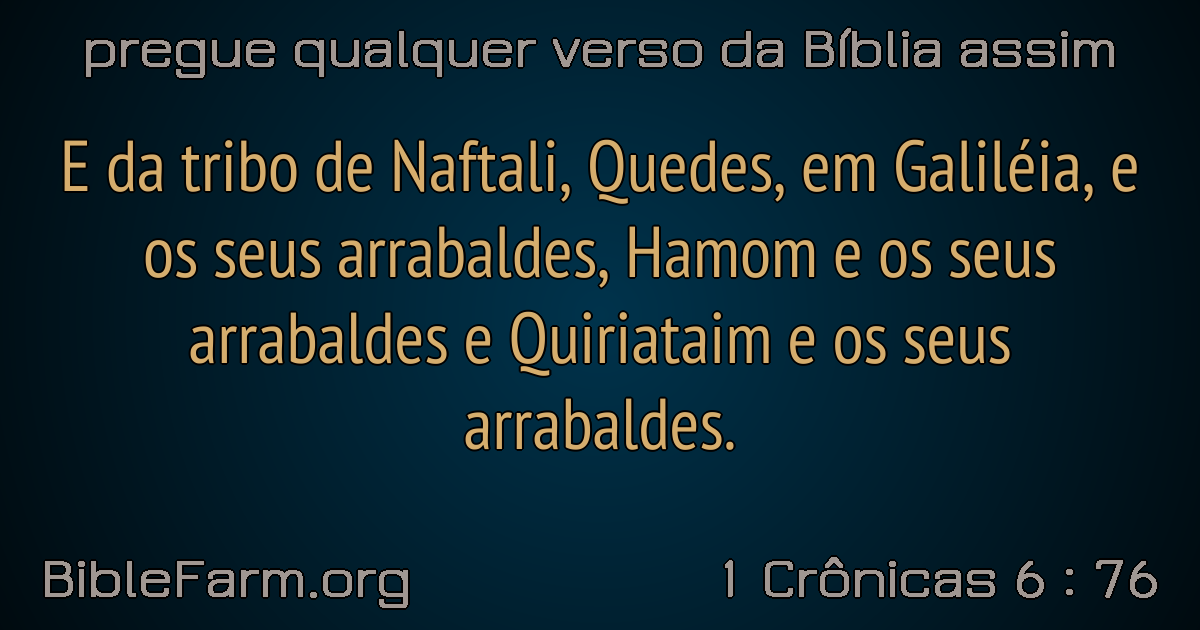 pregue qualquer verso da Bíblia assim
E da tribo de Naftali, Quedes, em Galiléia, e
os seus arrabaldes, Hamom e os seus
arrabaldes e Quiriataim e os seus
arrabaldes.
BibleFarm.org
1 Crônicas 6 : 76